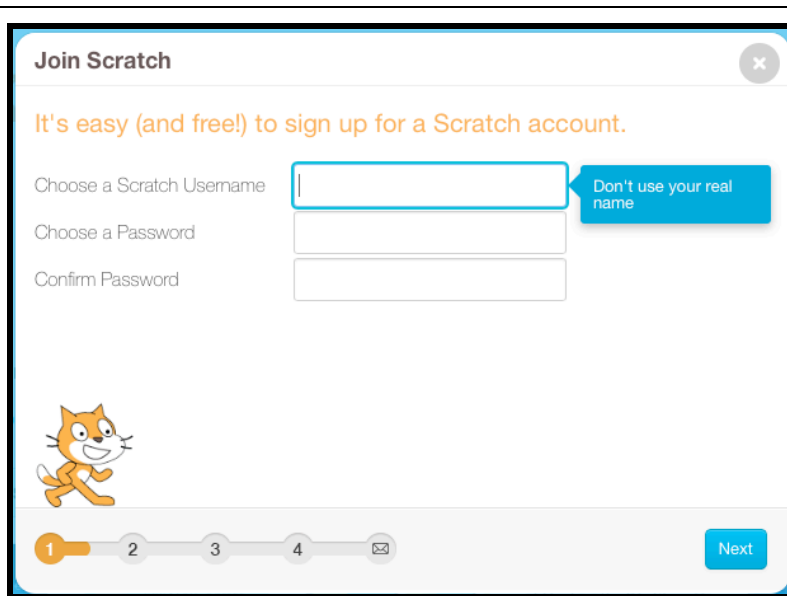 Join Scratch
It's easy (and free!) to sign up for a Scratch account.
Choose a Scratch Username
Don't use your real
name
Choose a Password
Confirm Password
1 2 3 4
Next